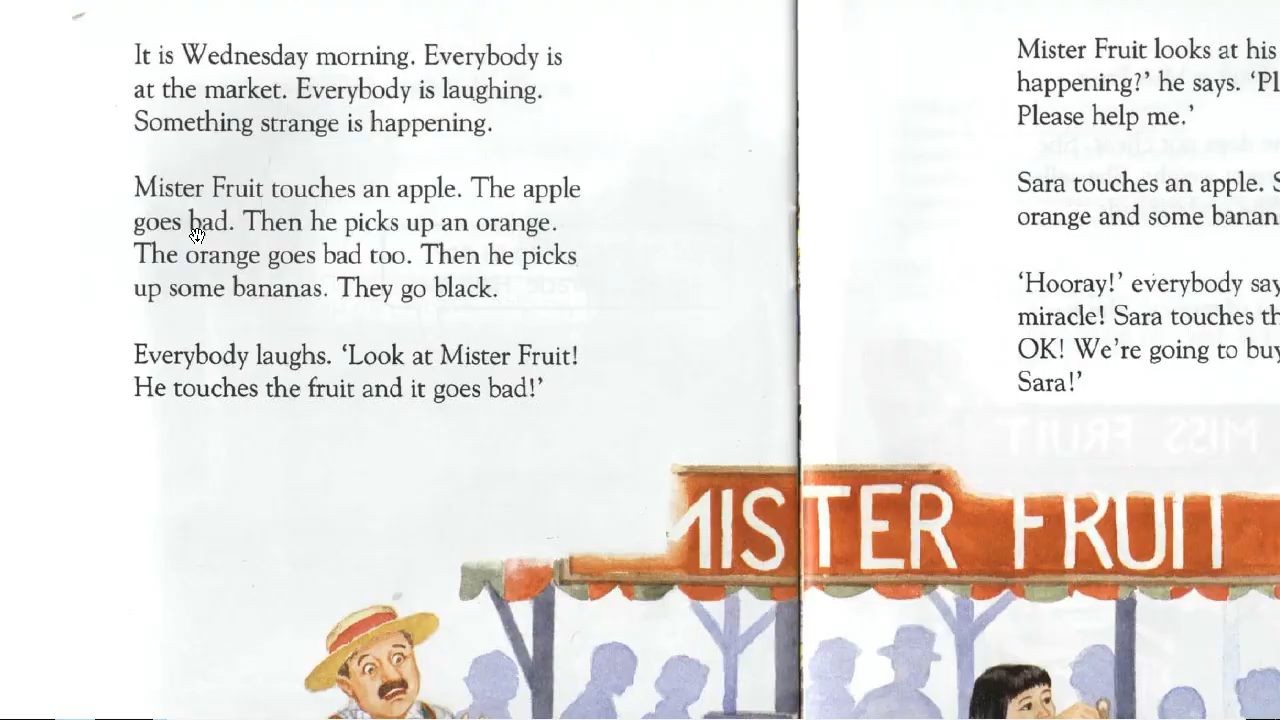 It is Wednesday morning. Everybody is
at the market. Everybody is laughing.
Something strange is happening.
Mister Fruit touches an apple. The apple
goes bad. Then he picks up an orange.
The orange goes bad too. Then he picks
up some bananas. They go black.
Everybody laughs. ‘Look at Mister Fruit!
He touches the fruit and it goes bad!’
Mister Fruit looks at his
happening?’ he says. ‘Pl
Please help me.’
Sara touches an apple. S
orange and some banan
‘Hooray!’ everybody say
miracle! Sara touches th
OK! We’re going to buy
Sara!’
MISS FRUIT
MISTER FRUIT